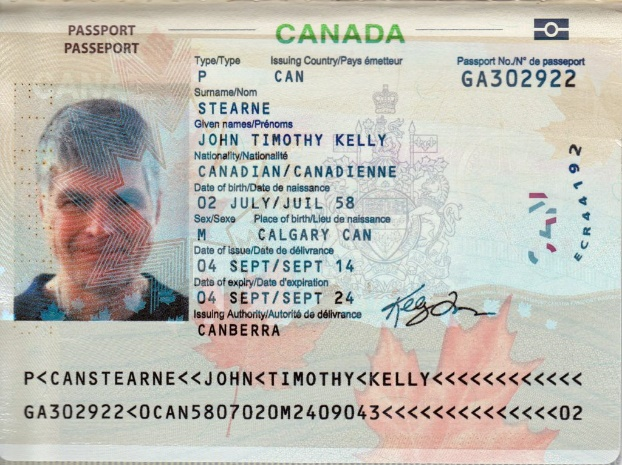 PASSPORT
PASSEPORT
CANADA
Type/Type Issuing Country/Pays émetteur Passport No./N° de passeport
P CAN GA302922
Surname/Nom
STEARNE
Given names/Prénoms
JOHN TIMOTHY KELLY
Nationality/Nationalité
CANADIAN/CANADIENNE
Date of birth/Date de naissance
02 JULY/JUIL 58
Sex/Sexe Place of birth/Lieu de naissance
M CALGARY CAN
Date of issue/Date de délivrance
04 SEPT/SEPT 14
Date of expiry/Date d'expiration
04 SEPT/SEPT 24
Issuing Authority/Autorité de délivrance
CANBERRA
ECR44192
P<CANSTEARNE<<JOHN<TIMOTHY<KELLY<<<<<<<<<<<<
GA302922<0CAN5807020M2409043<<<<<<<<<<<<<<02